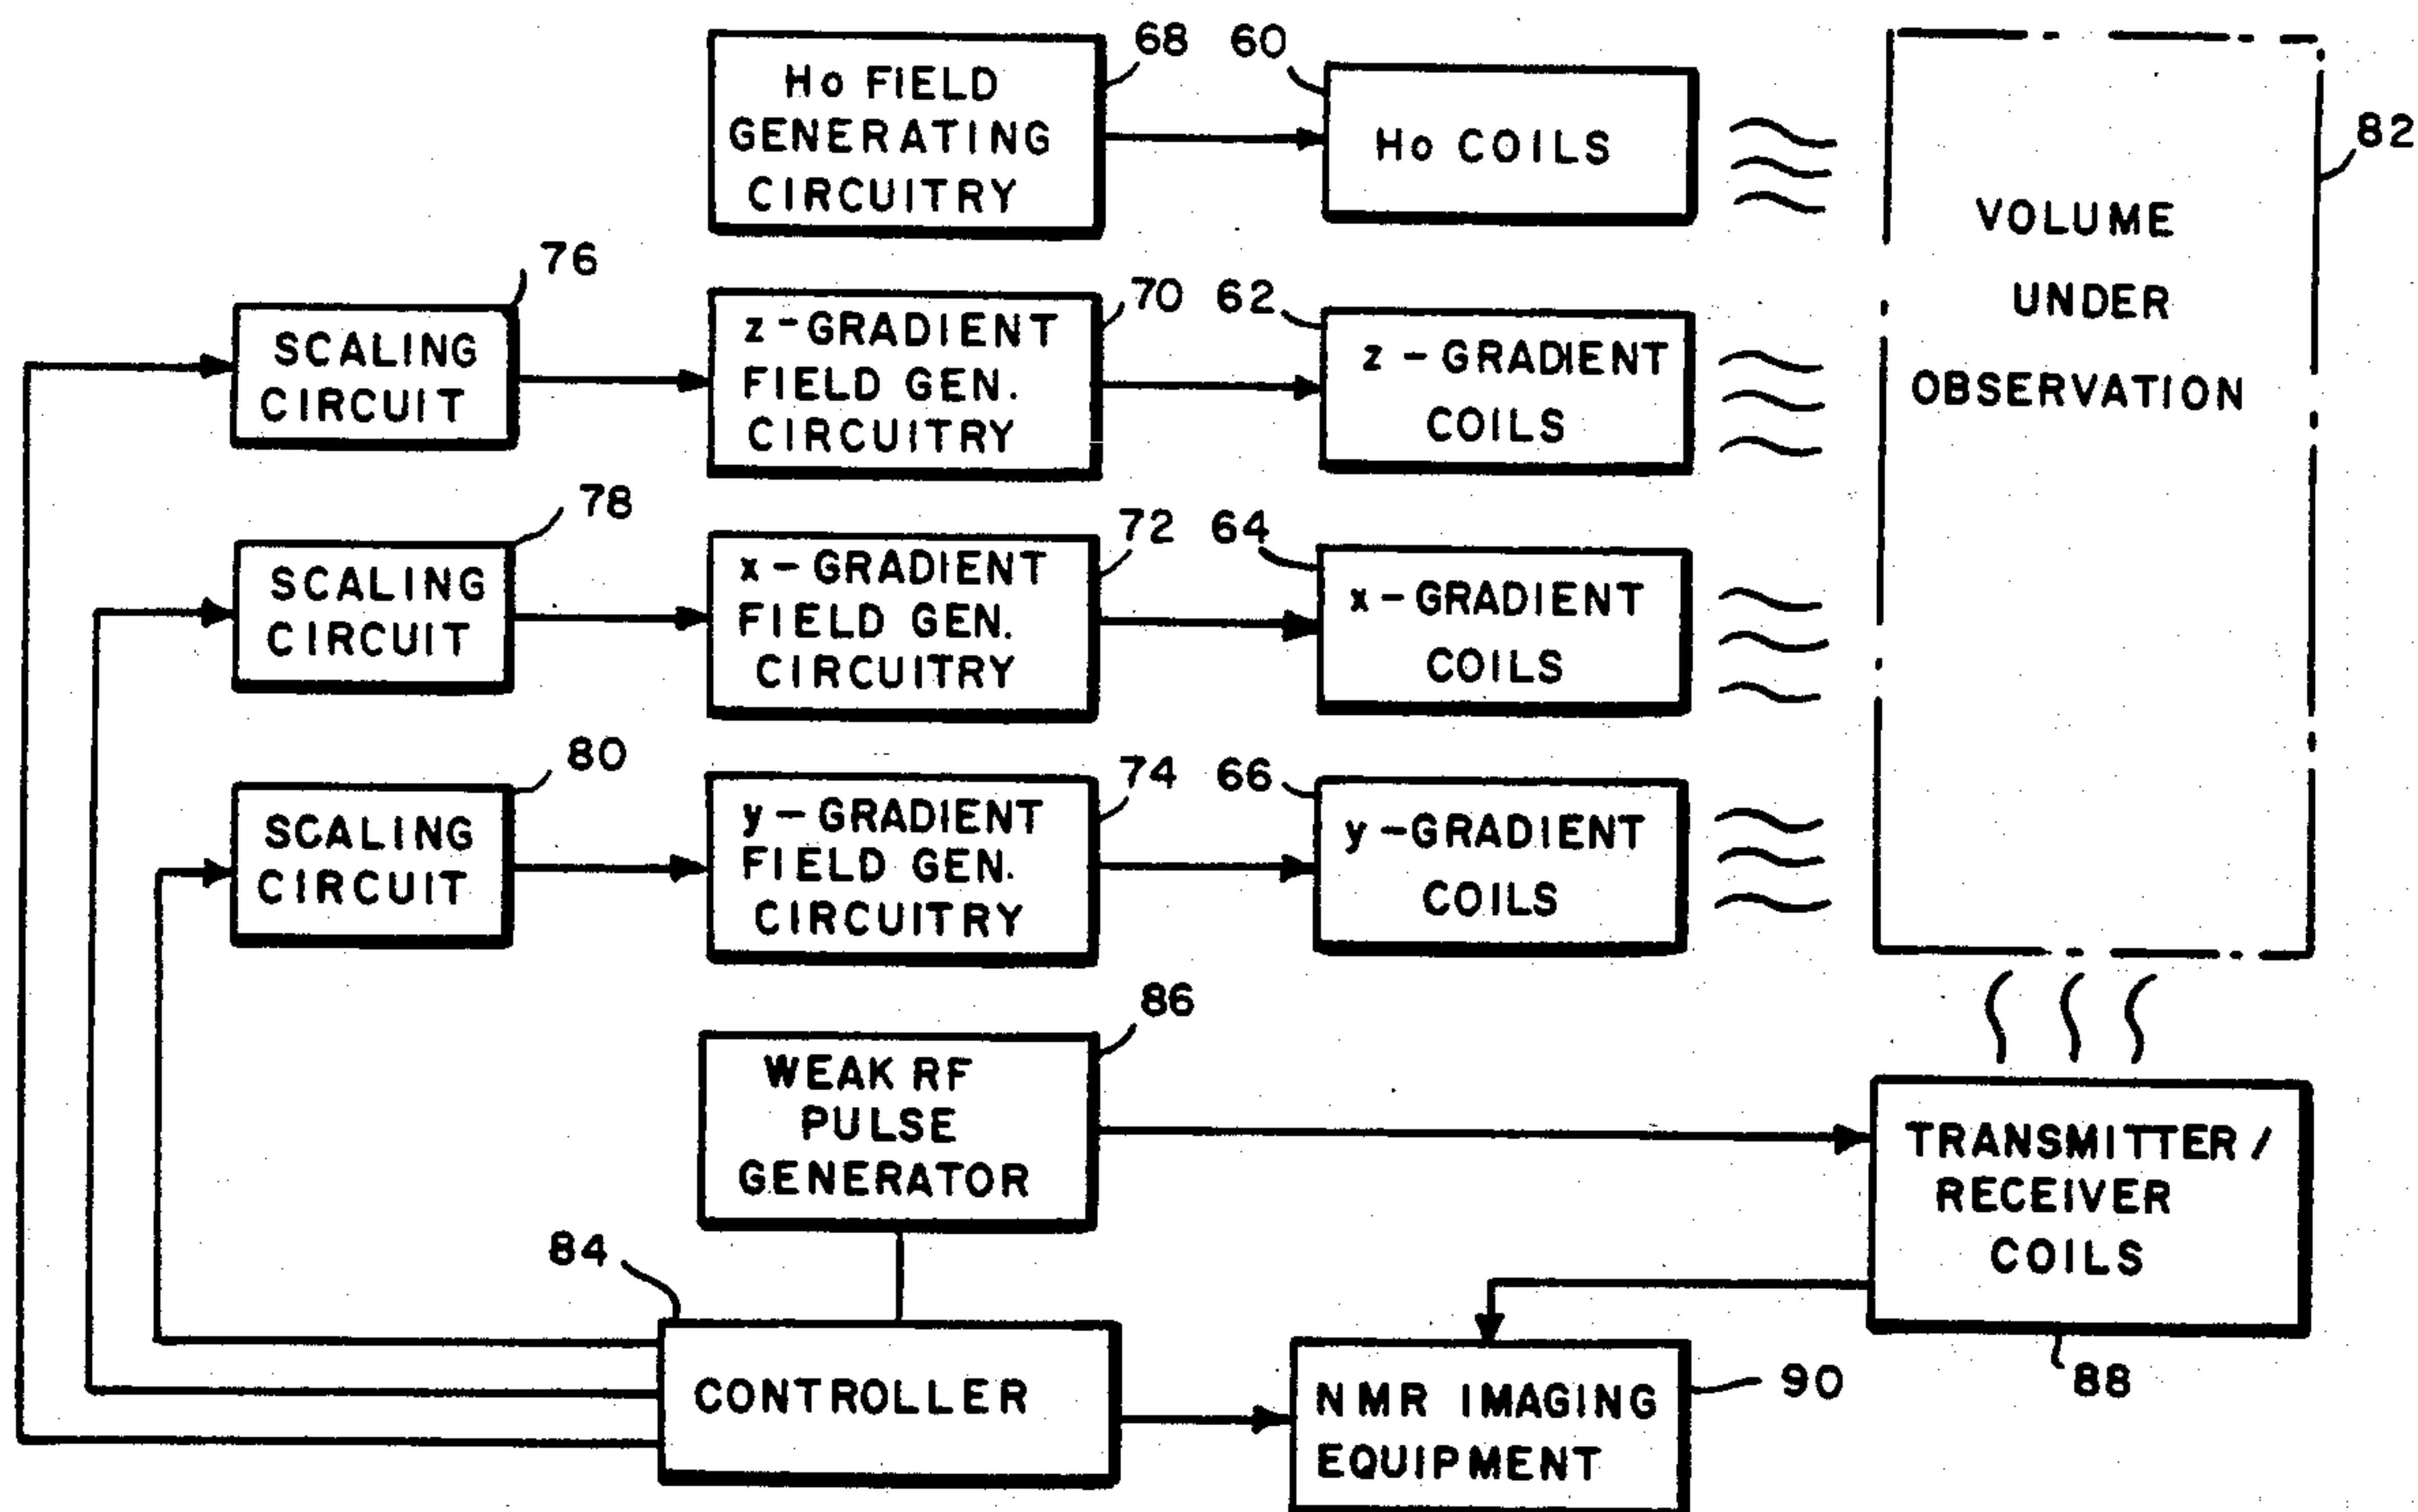 68
60
Ho FIELD
GENERATING
CIRCUITRY
Ho COILS
82
VOLUME
UNDER
OBSERVATION
76
SCALING
CIRCUIT
70
z-GRADIENT
FIELD GEN.
CIRCUITRY
62
z-GRADIENT
COILS
78
SCALING
CIRCUIT
72
x-GRADIENT
FIELD GEN.
CIRCUITRY
64
x-GRADIENT
COILS
80
SCALING
CIRCUIT
74
y-GRADIENT
FIELD GEN.
CIRCUITRY
66
y-GRADIENT
COILS
86
WEAK RF
PULSE
GENERATOR
TRANSMITTER/
RECEIVER
COILS
88
84
CONTROLLER
NMR IMAGING
EQUIPMENT
90